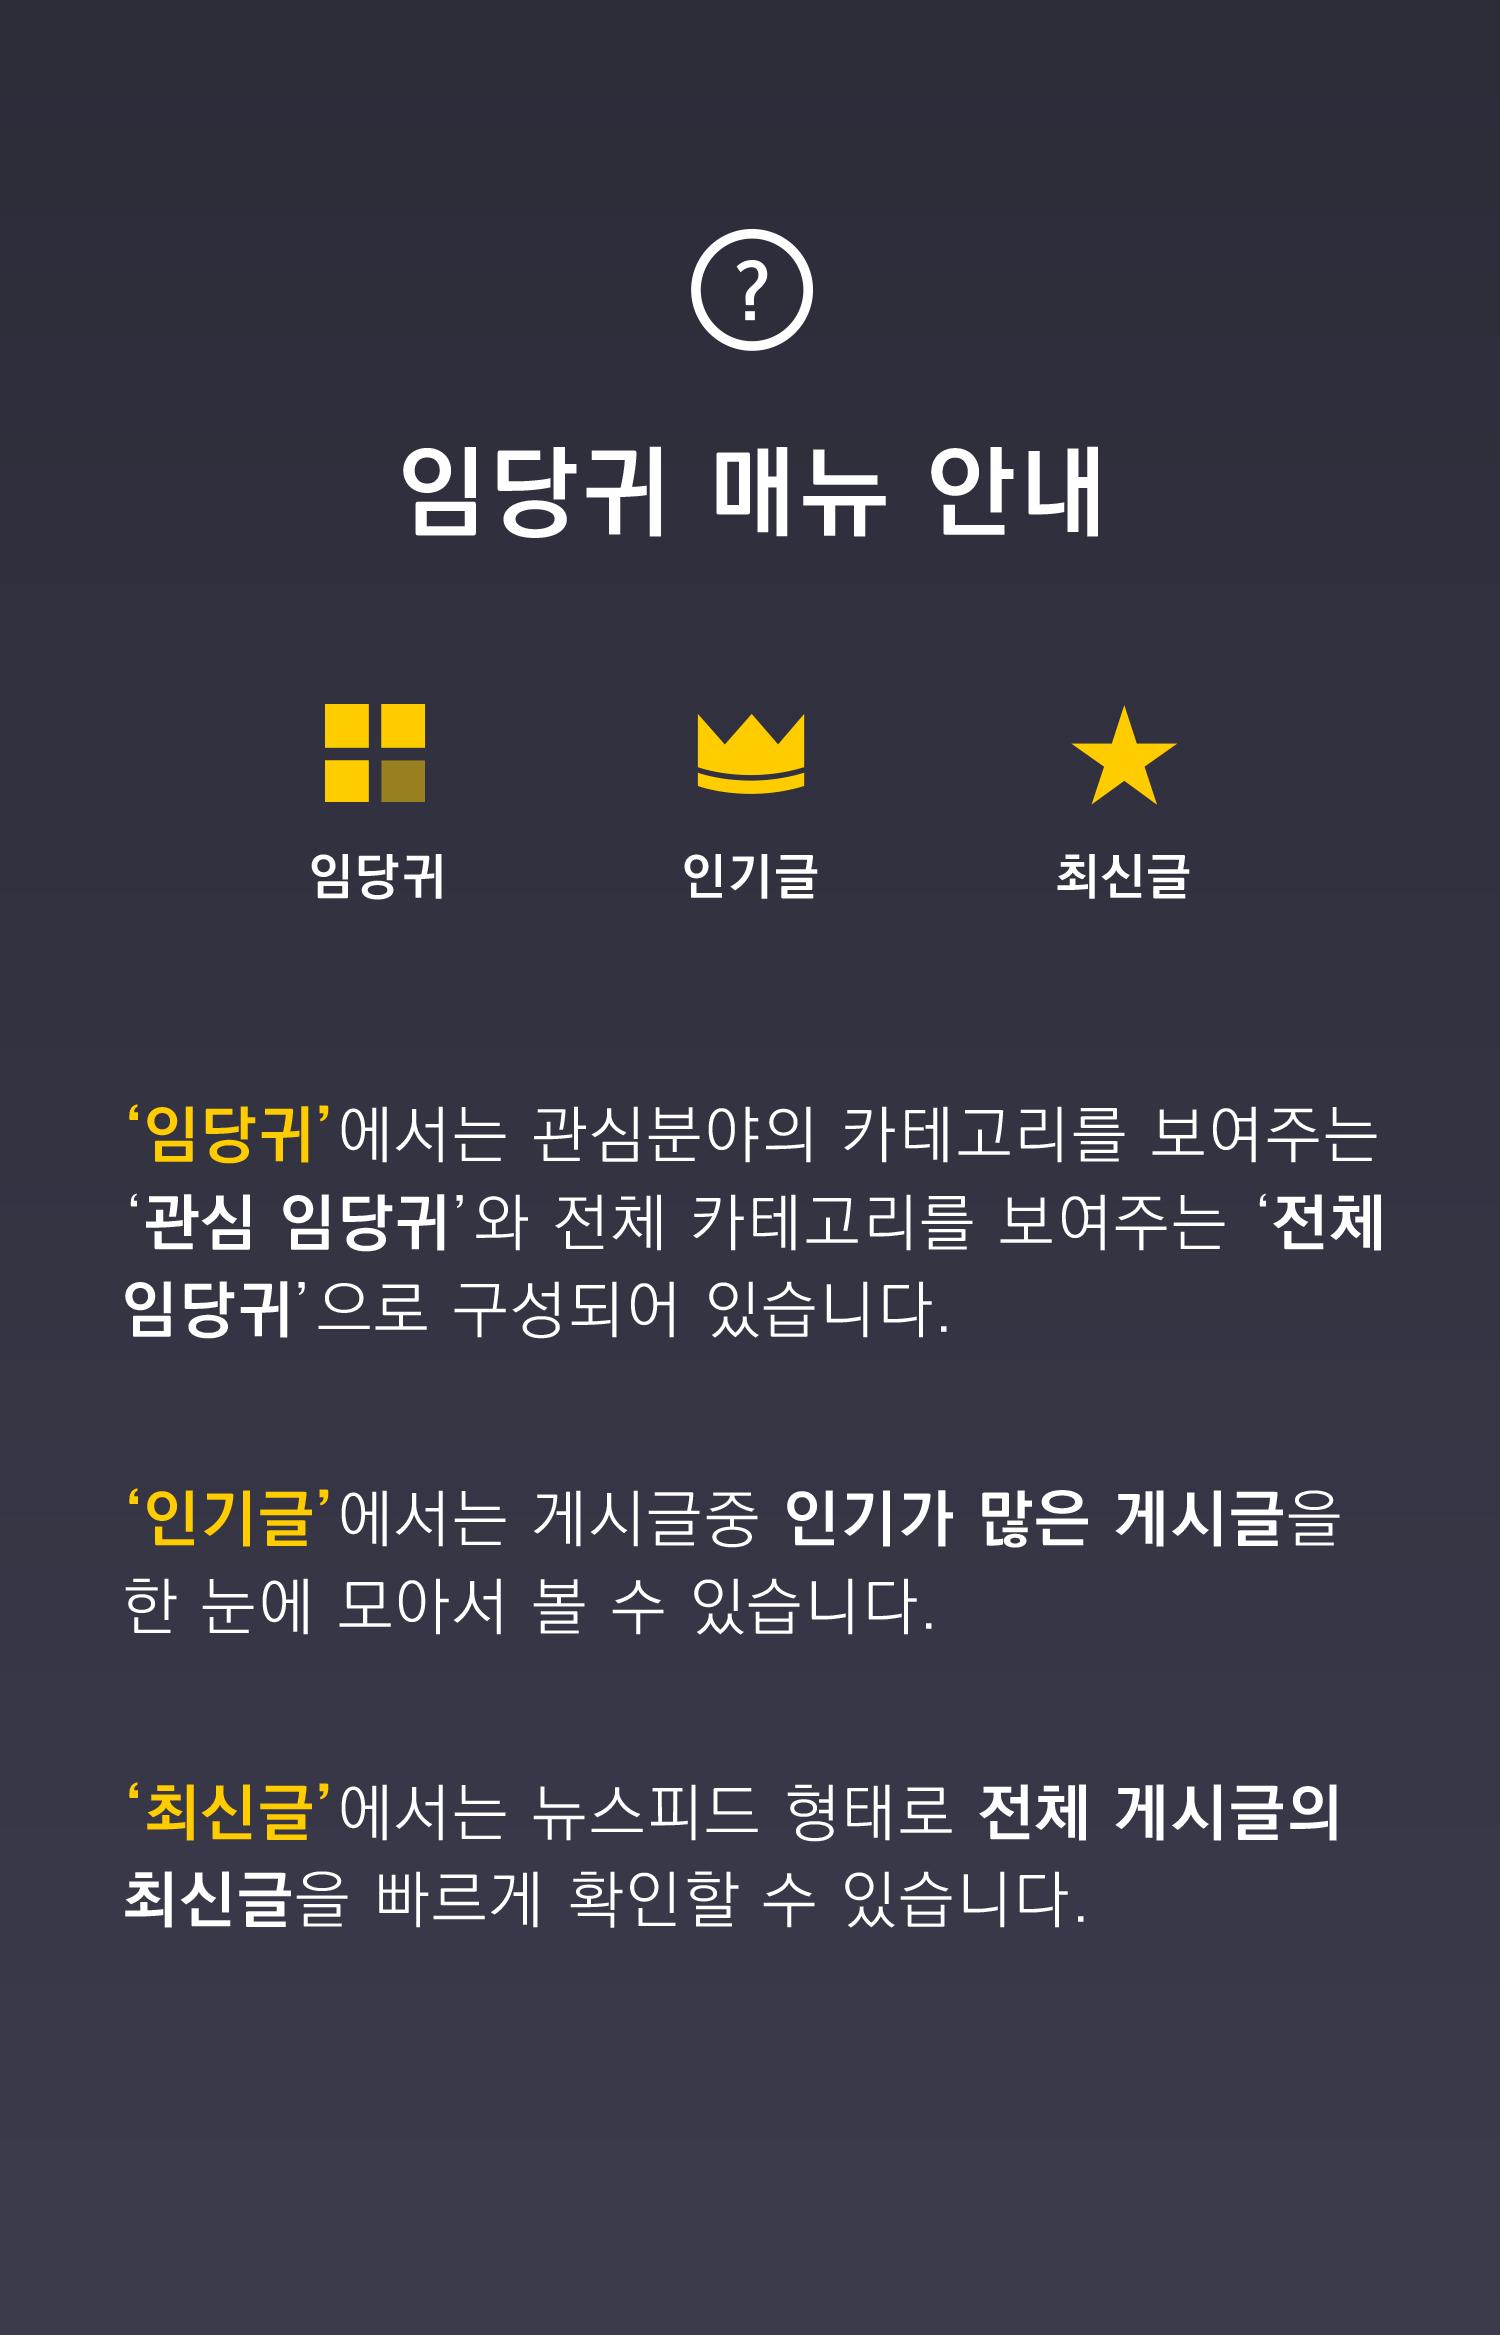 ?
임당귀 매뉴 안내
임당귀 인기글 최신글
‘임당귀’에서는 관심분야의 카테고리를 보여주는
‘관심 임당귀’와 전체 카테고리를 보여주는 ‘전체
임당귀’으로 구성되어 있습니다.
‘인기글’에서는 게시글중 인기가 많은 게시글을
한 눈에 모아서 볼 수 있습니다.
‘최신글’에서는 뉴스피드 형태로 전체 게시글의
최신글을 빠르게 확인할 수 있습니다.